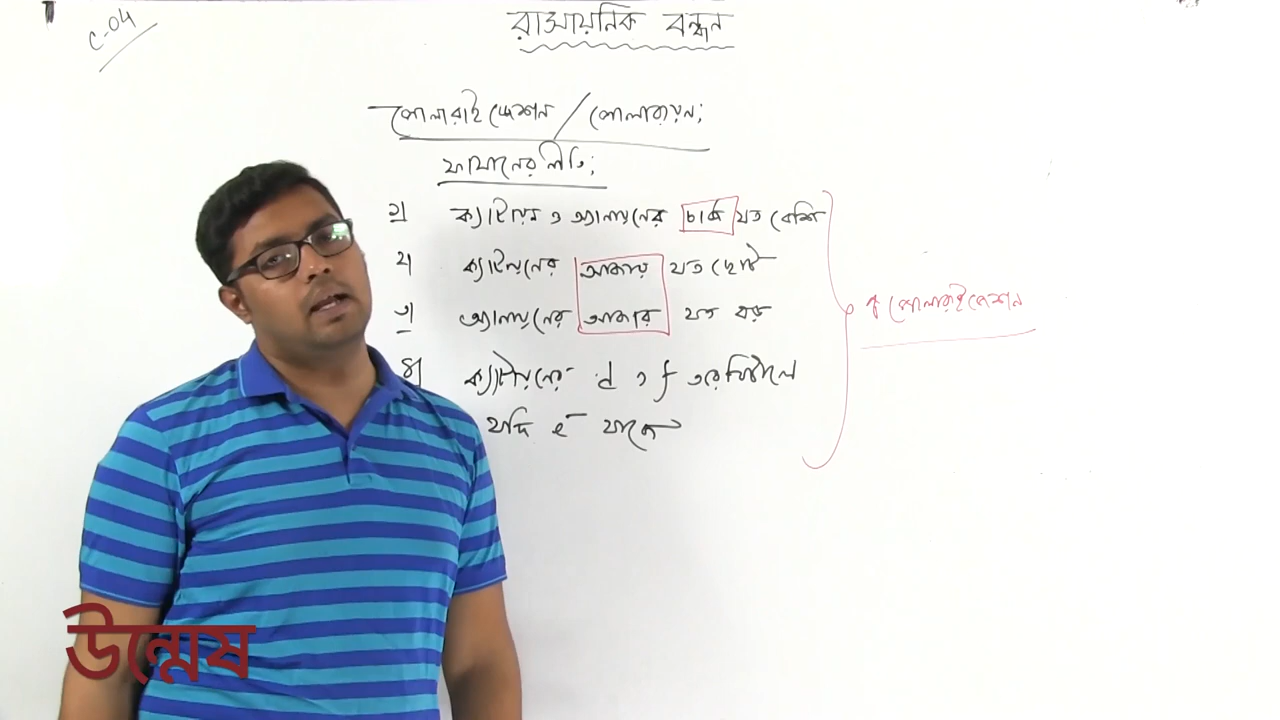 C-04
রাসায়নিক বন্ধন
পোলারাইজেশন / পোলারায়ন;
ফাযানের নীতি;
১) ক্যাটায়ন ও অ্যানায়নের চার্জ যত বেশি
২) ক্যাটায়নের আকার যত ছোট
৩) অ্যানায়নের আকার যত বড়
৪) ক্যাটায়নের d ও f অরবিটালে
যদি e⁻ থাকে
↑ পোলারাইজেশন
উন্মেষ